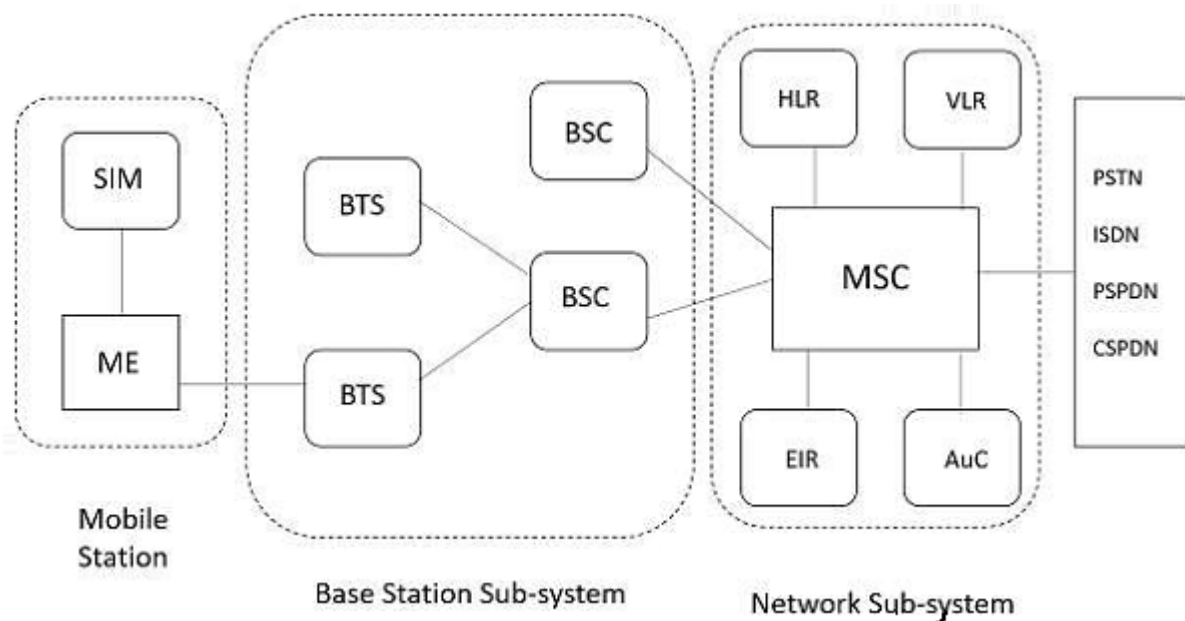 SIM
ME
Mobile
Station
BTS
BTS
BSC
BSC
Base Station Sub-system
HLR
VLR
MSC
EIR
AuC
Network Sub-system
PSTN
ISDN
PSPDN
CSPDN